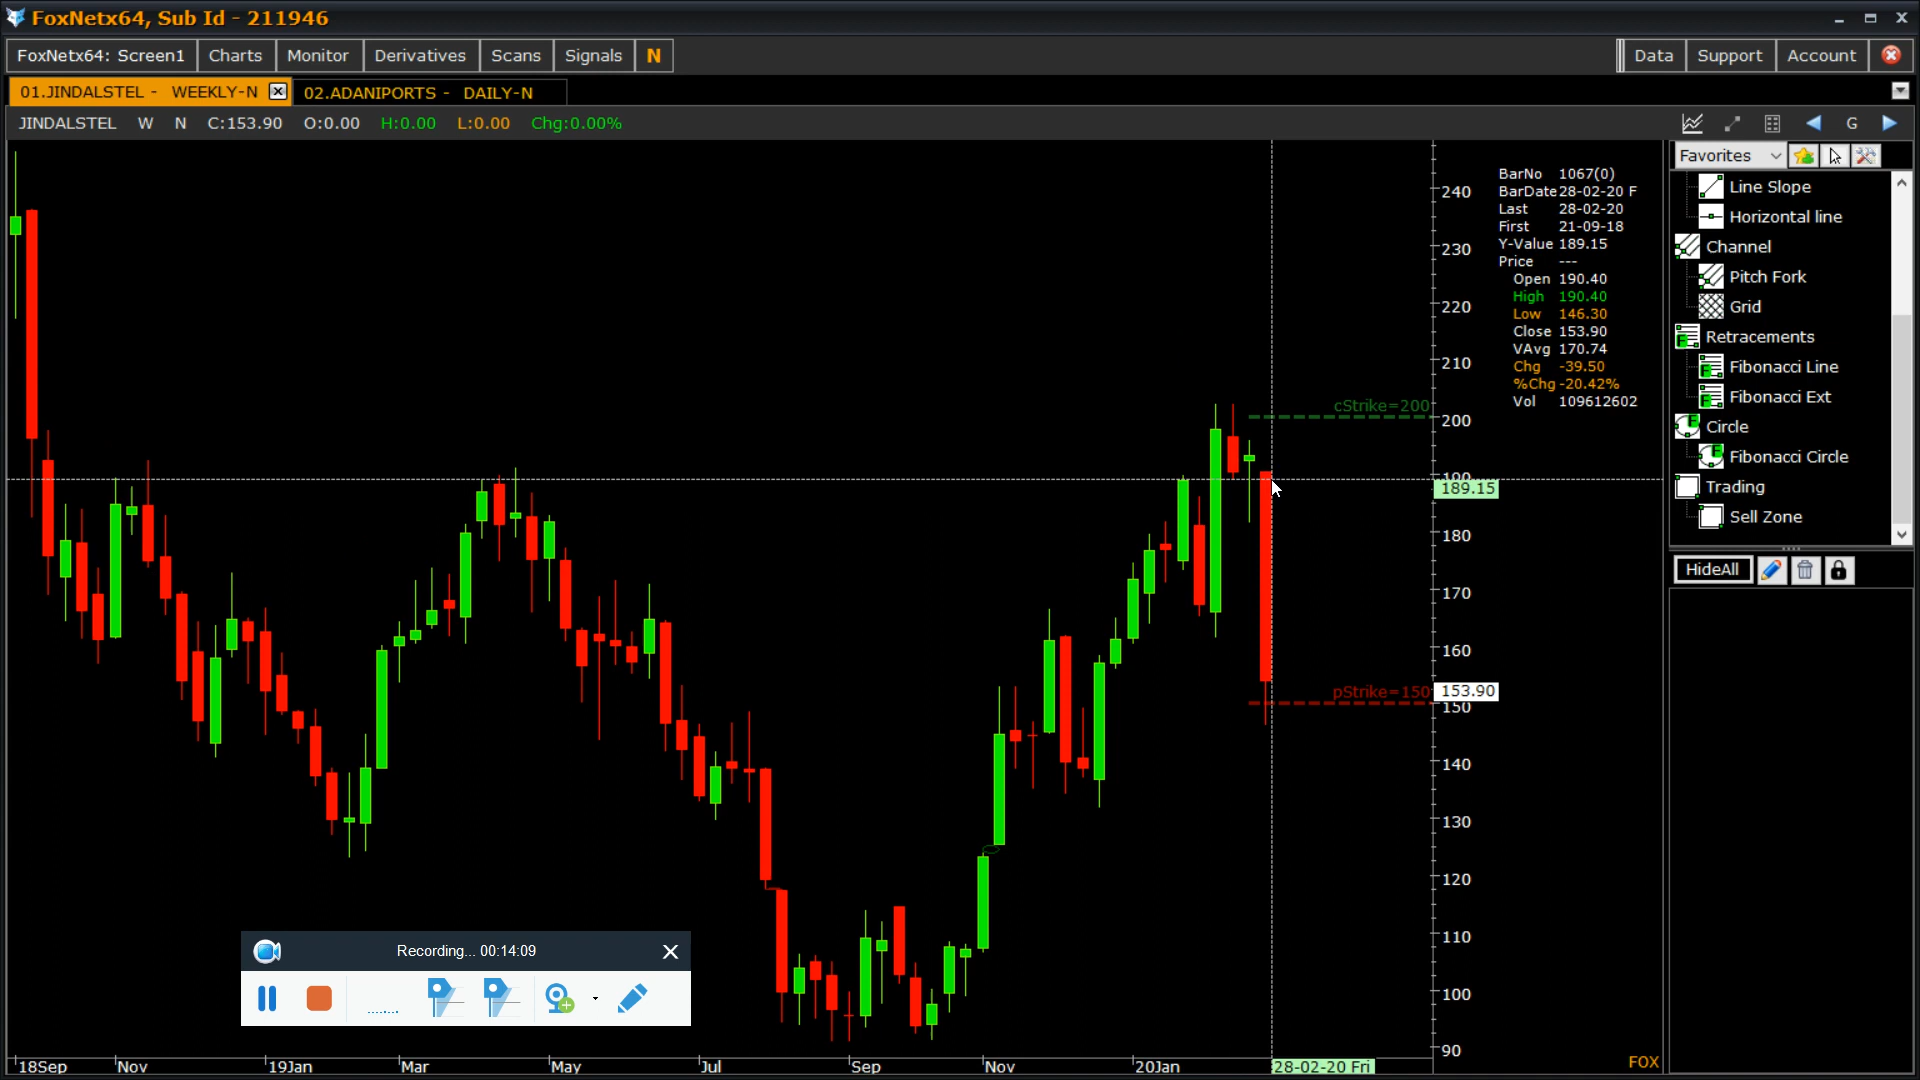 FoxNetx64, Sub Id - 211946
FoxNetx64: Screen1 Charts Monitor Derivatives Scans Signals N Data Support Account
01.JINDALSTEL - WEEKLY-N 02.ADANIPORTS - DAILY-N
JINDALSTEL W N C:153.90 O:0.00 H:0.00 L:0.00 Chg:0.00% G
Favorites
BarNo 1067(0)
BarDate 28-02-20 F
Last 28-02-20
First 21-09-18
Y-Value 189.15
Price ---
Open 190.40
High 190.40
Low 146.30
Close 153.90
VAvg 170.74
Chg -39.50
%Chg -20.42%
Vol 109612602
Line Slope
Horizontal line
Channel
Pitch Fork
Grid
Retracements
Fibonacci Line
Fibonacci Ext
Circle
Fibonacci Circle
Trading
Sell Zone
HideAll
240
230
220
210
cStrike=200
200
190
189.15
180
170
160
pStrike=150
153.90
150
140
130
120
110
100
90
Recording... 00:14:09
18Sep Nov 19Jan Mar May Jul Sep Nov 20Jan 28-02-20 Fri
FOX